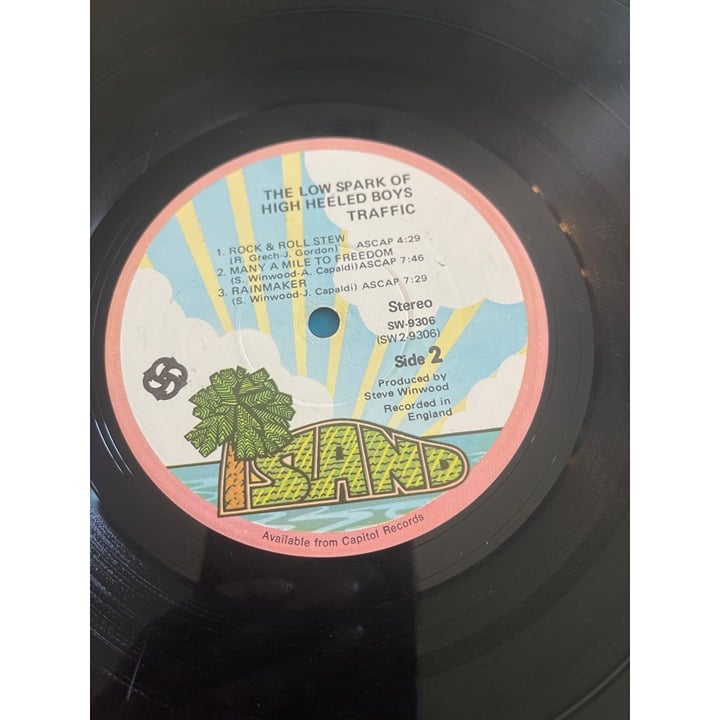 THE LOW SPARK OF
HIGH HEELED BOYS
TRAFFIC
1. ROCK & ROLL STEW ASCAP 4:29
(R. Grech-J. Gordon)
2. MANY A MILE TO FREEDOM
(S. Winwood-A. Capaldi) ASCAP 7:46
3. RAINMAKER
(S. Winwood-J. Capaldi) ASCAP 7:29
Stereo
SW-9306
(SW2-9306)
Side 2
Produced by
Steve Winwood
Recorded in
England
ISLAND
Available from Capitol Records